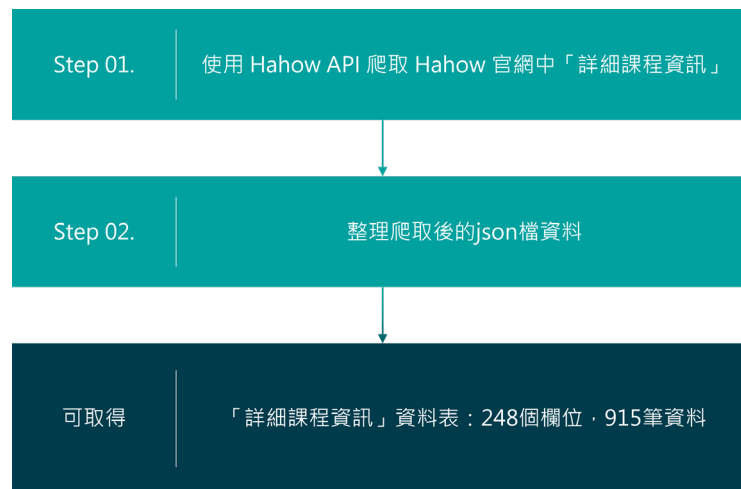 Step 01.
使用 Hahow API 爬取 Hahow 官網中「詳細課程資訊」
Step 02.
整理爬取後的json檔資料
可取得
「詳細課程資訊」資料表：248個欄位，915筆資料